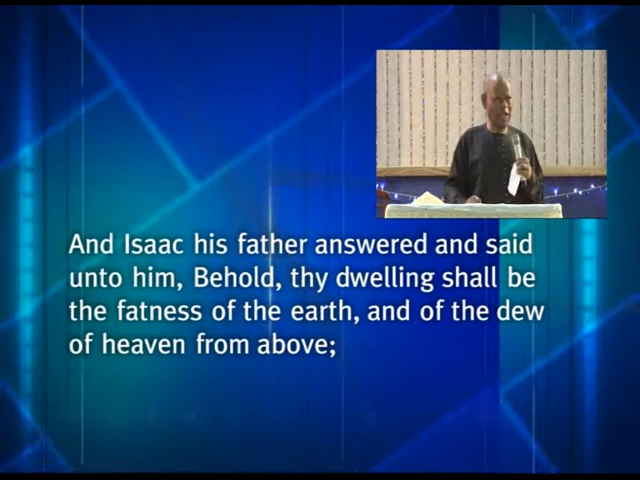 And Isaac his father answered and said
unto him, Behold, thy dwelling shall be
the fatness of the earth, and of the dew
of heaven from above;